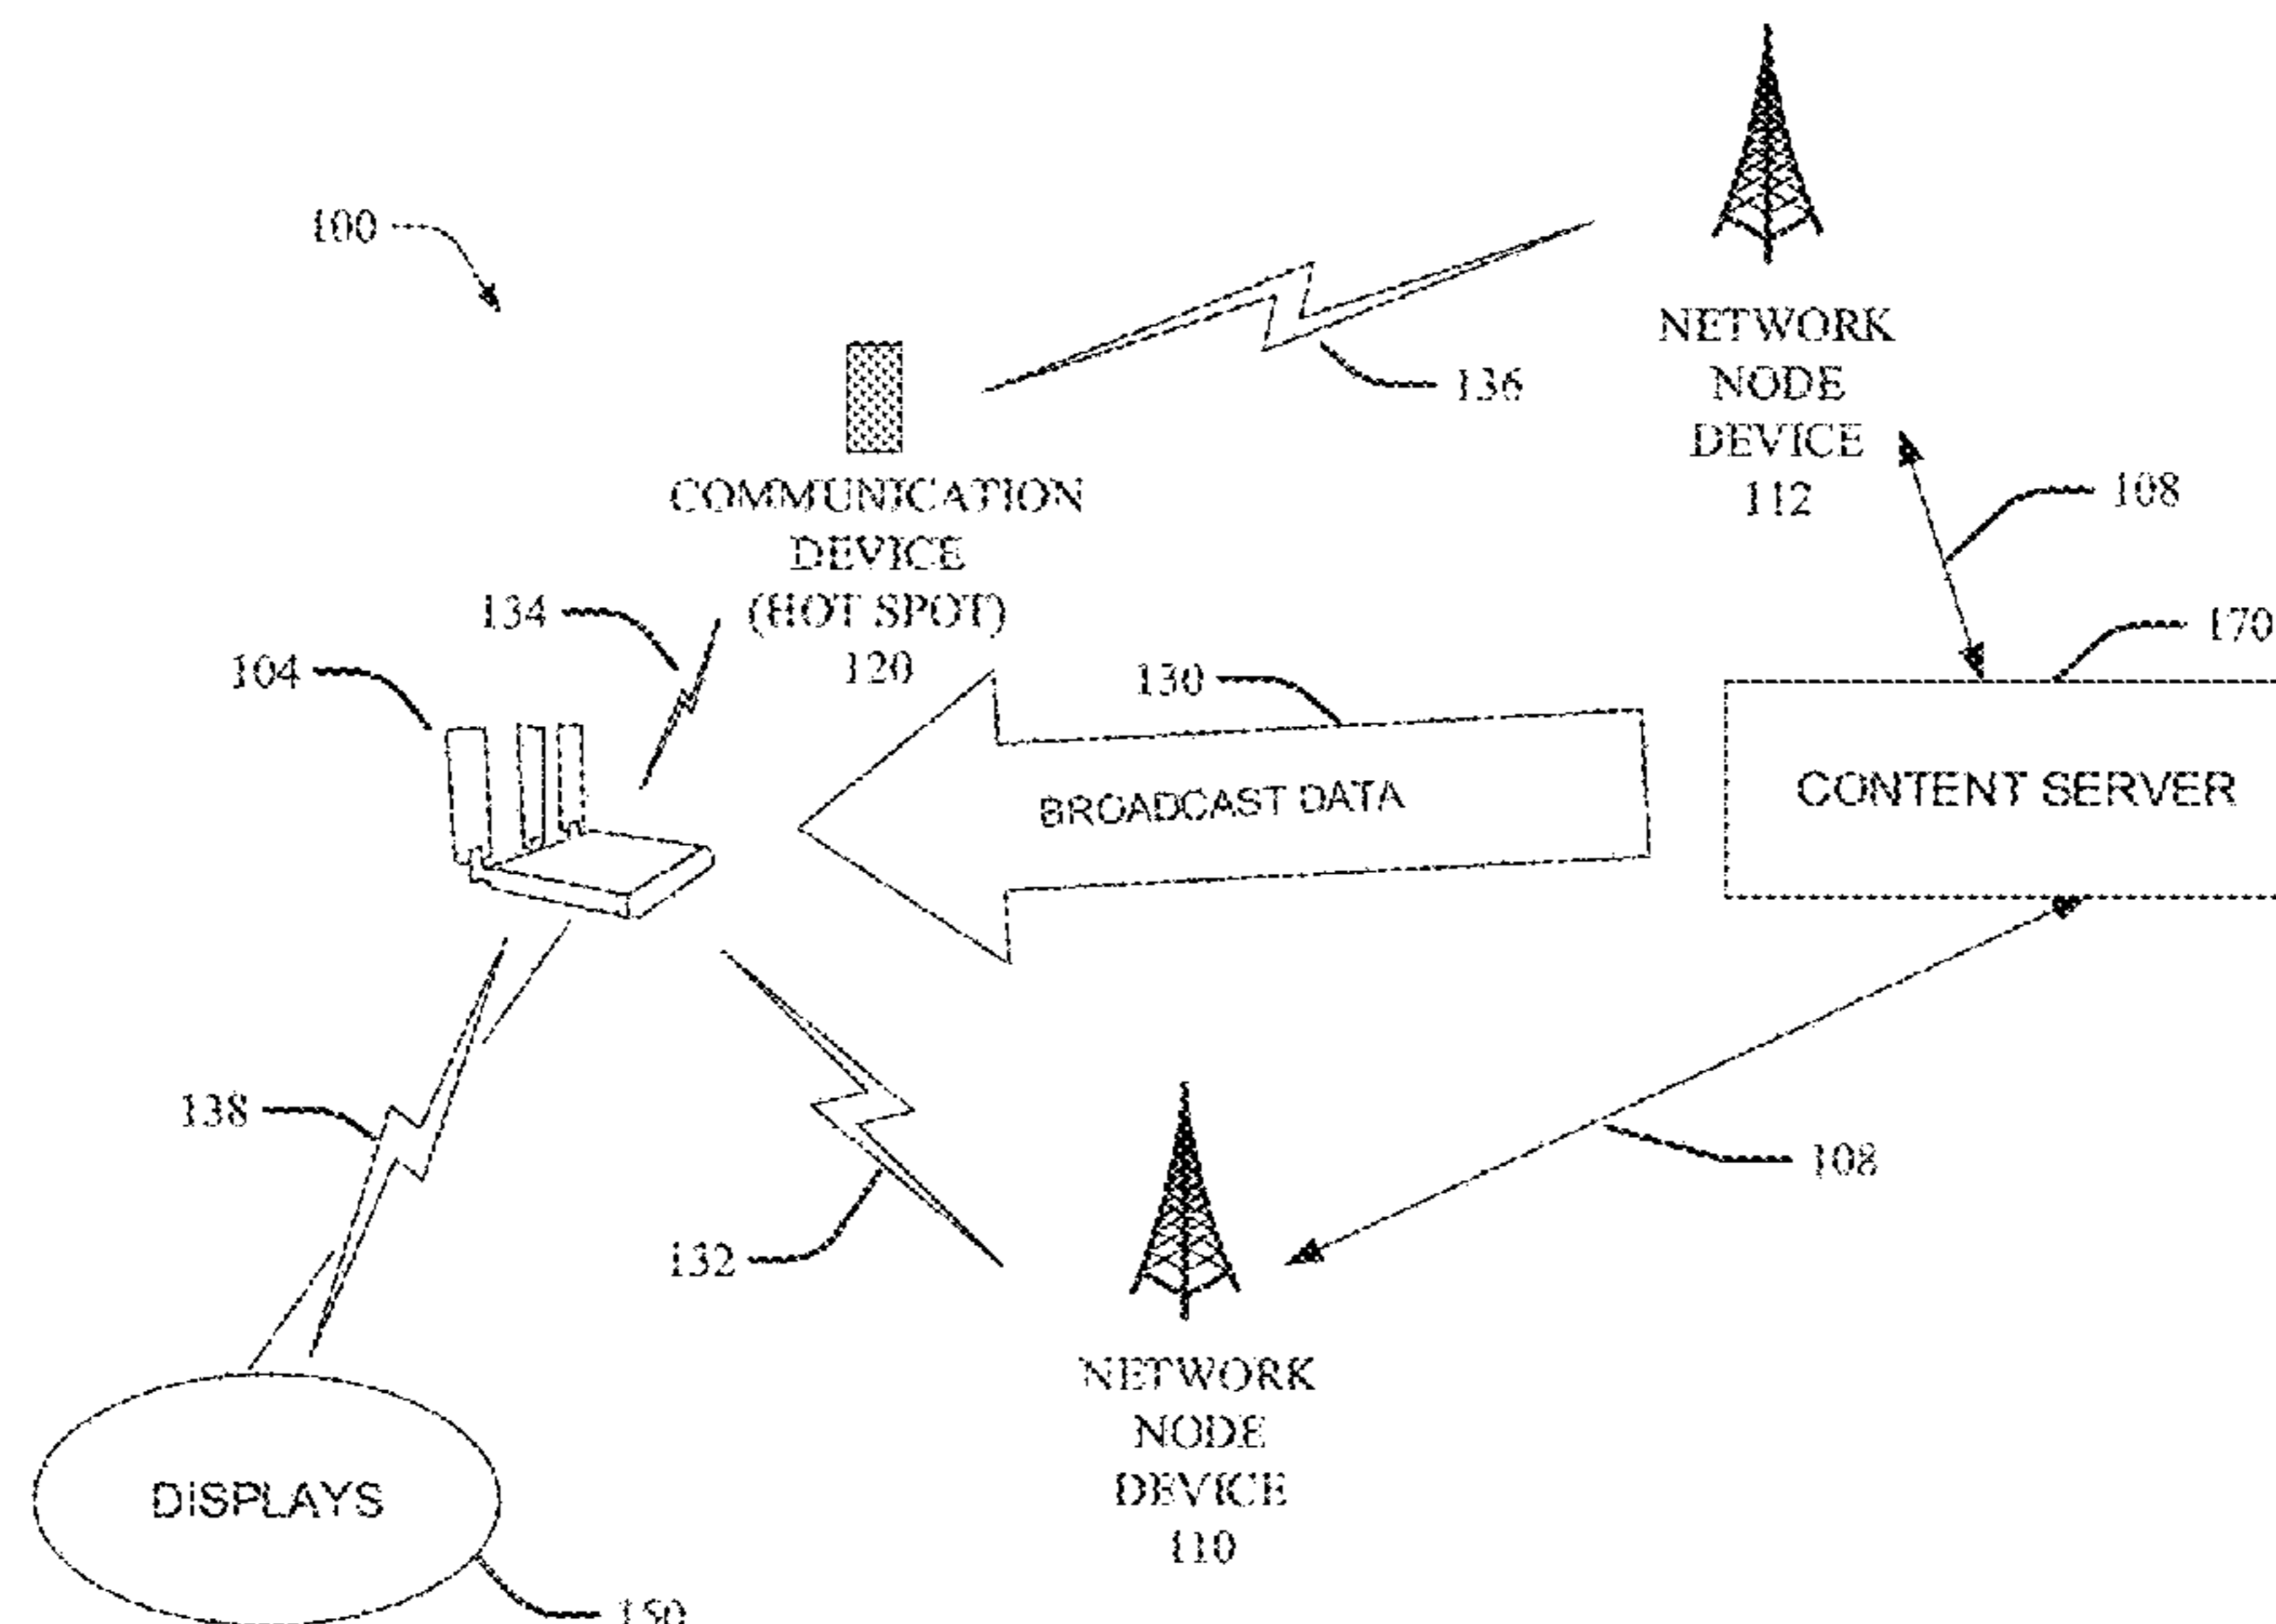 100
NETWORK
NODE
DEVICE
112
136
108
COMMUNICATION
DEVICE
(HOT SPOT)
120
134
104
130
170
BROADCAST DATA
CONTENT SERVER
138
132
108
NETWORK
NODE
DEVICE
110
DISPLAYS
150